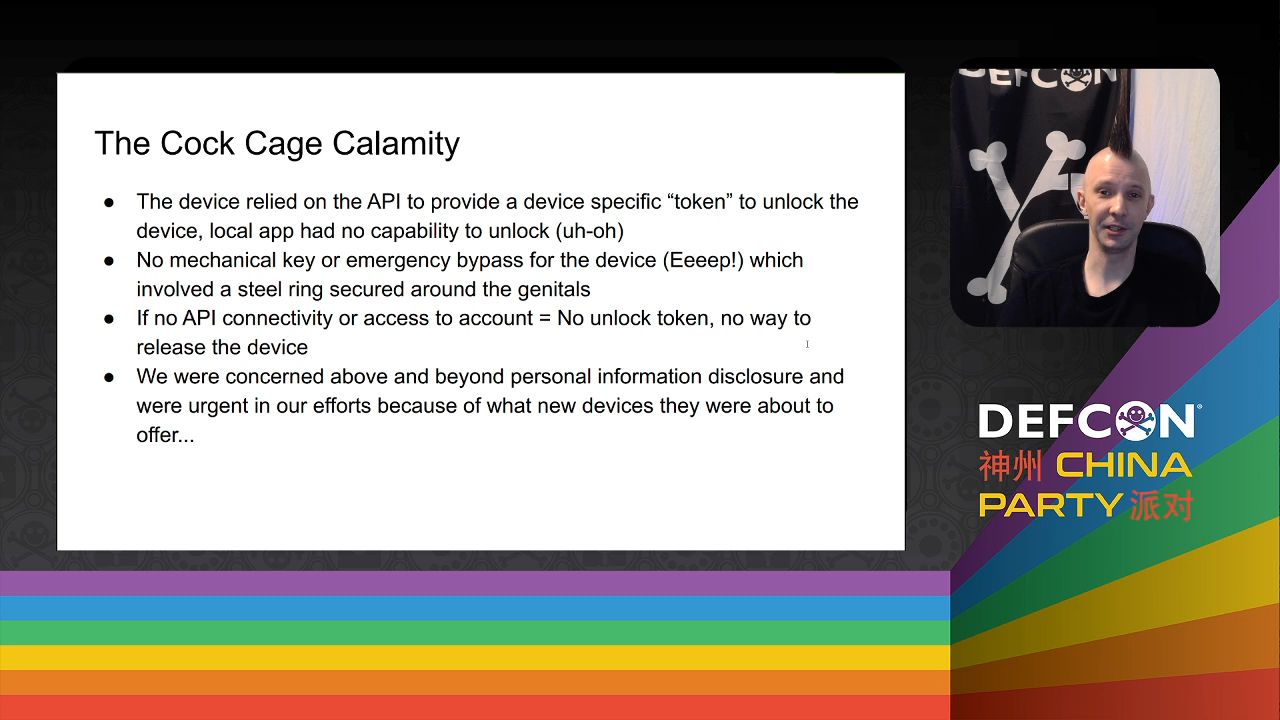 The Cock Cage Calamity
● The device relied on the API to provide a device specific “token” to unlock the
device, local app had no capability to unlock (uh-oh)
● No mechanical key or emergency bypass for the device (Eeeep!) which
involved a steel ring secured around the genitals
● If no API connectivity or access to account = No unlock token, no way to
release the device
● We were concerned above and beyond personal information disclosure and
were urgent in our efforts because of what new devices they were about to
offer...
DEFCON
DEFCON®
神州 CHINA
PARTY 派对